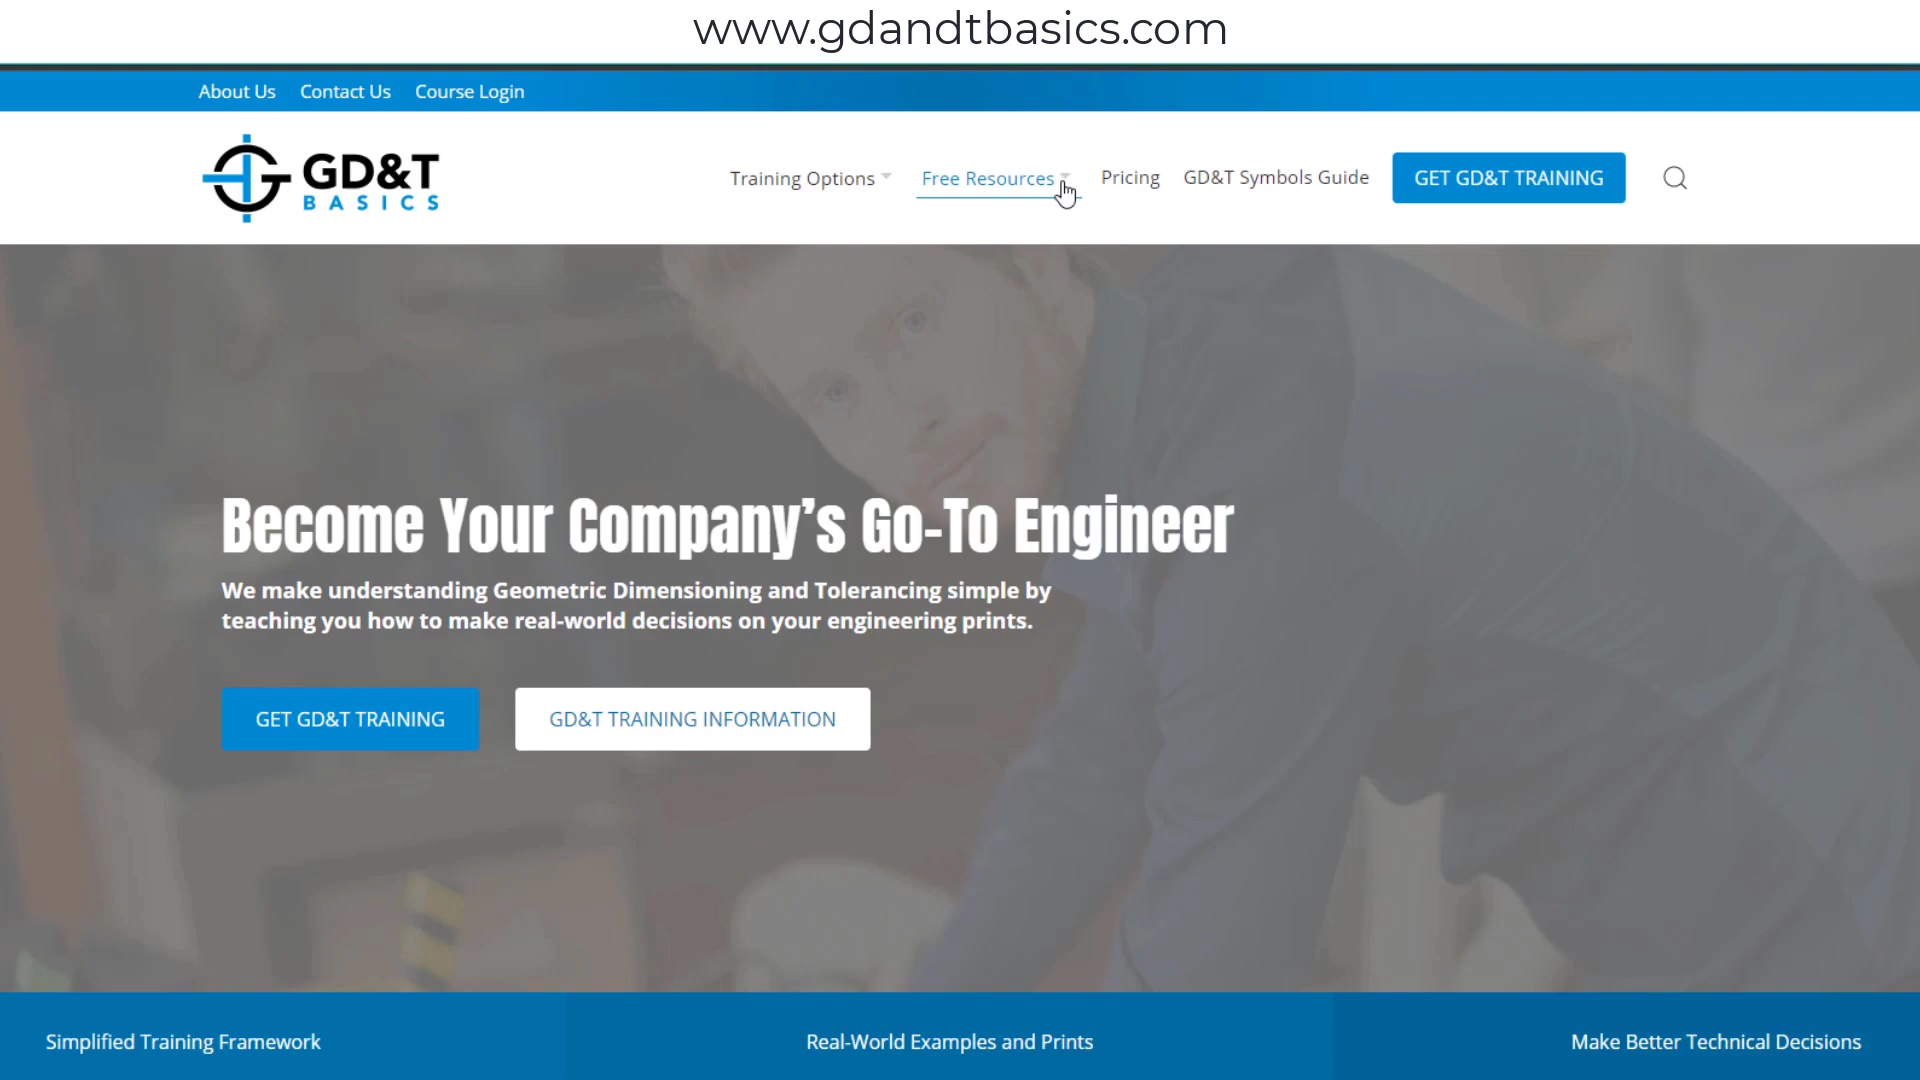 www.gdandtbasics.com
About Us Contact Us Course Login
GD&T
BASICS
Training Options Free Resources Pricing GD&T Symbols Guide GET GD&T TRAINING
Become Your Company's Go-To Engineer
We make understanding Geometric Dimensioning and Tolerancing simple by
teaching you how to make real-world decisions on your engineering prints.
GET GD&T TRAINING GD&T TRAINING INFORMATION
Simplified Training Framework Real-World Examples and Prints Make Better Technical Decisions